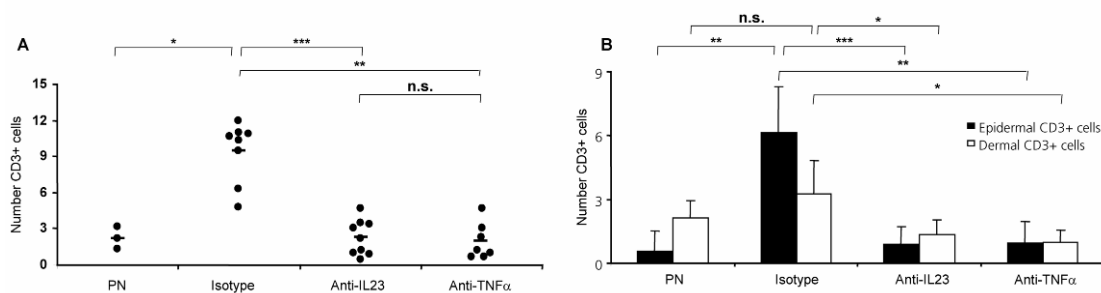 A
* ***
**
n.s.
15
12
9
6
3
0
Number CD3+ cells
PN Isotype Anti-IL23 Anti-TNFα
B
n.s. *
** ***
**
*
9
6
3
0
Number CD3+ cells
Epidermal CD3+ cells
Dermal CD3+ cells
PN Isotype Anti-IL23 Anti-TNFα